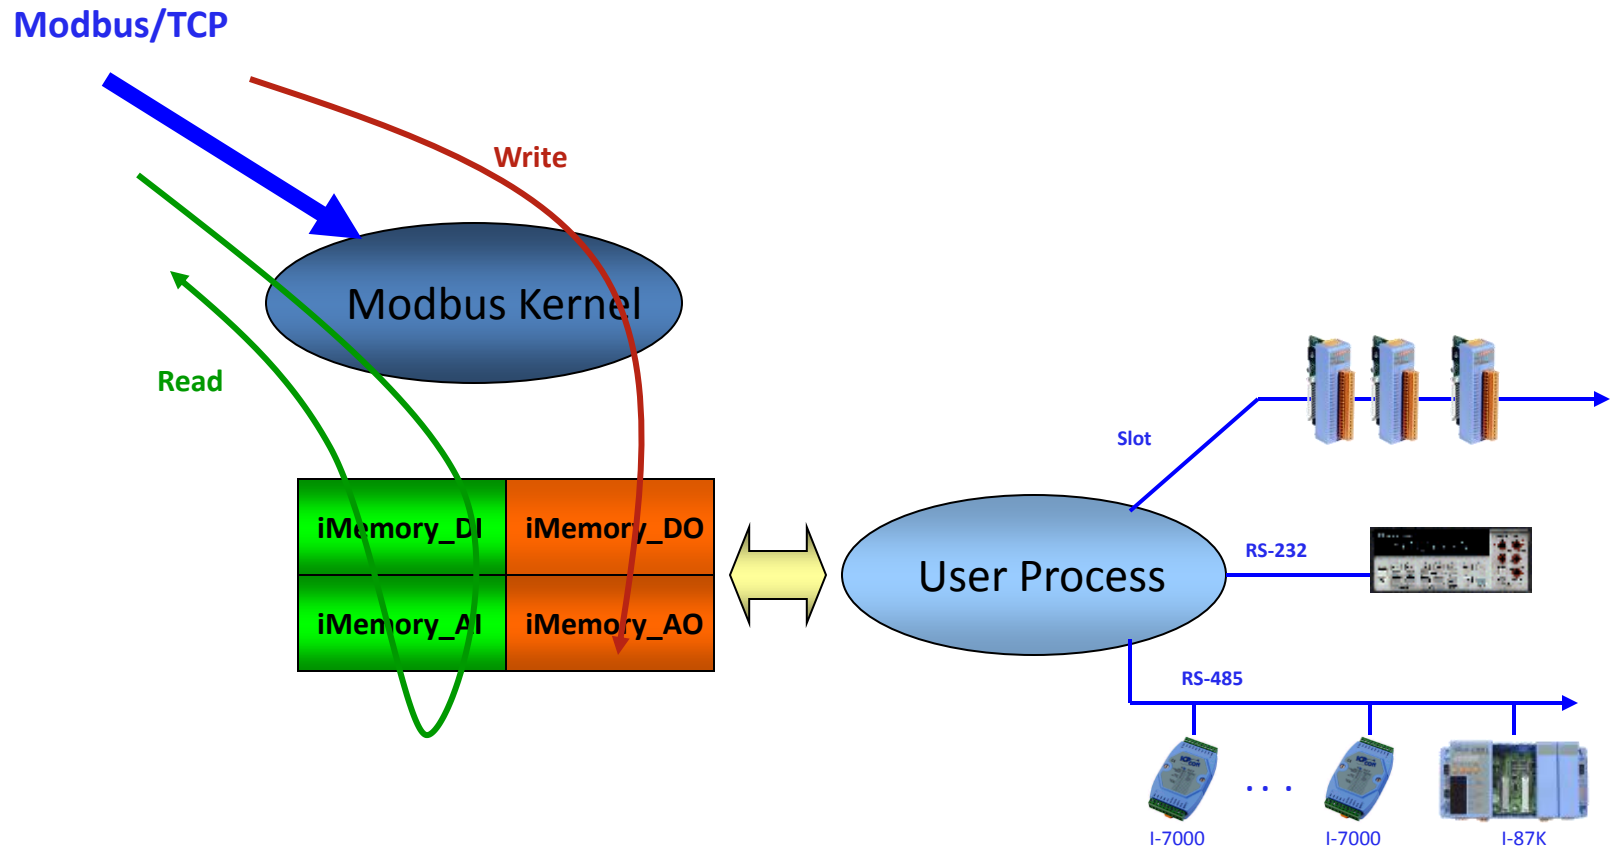 Modbus/TCP
Write
Modbus Kernel
Read
Slot
iMemory_DI
iMemory_DO
iMemory_AI
iMemory_AO
User Process
RS-232
RS-485
. . .
I-7000
I-7000
I-87K